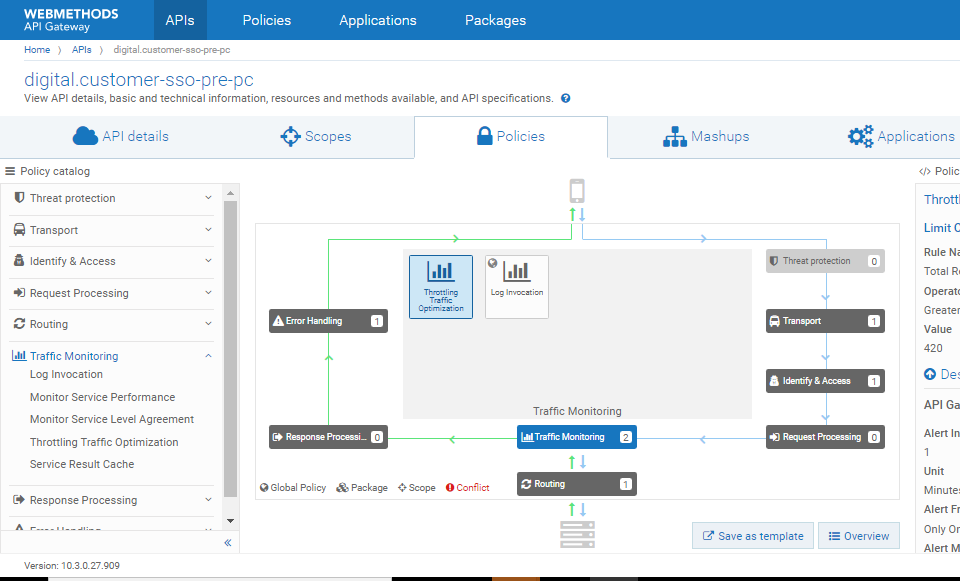 WEBMETHODS
API Gateway
APIs
Policies
Applications
Packages
Home
APIs
digital.customer-sso-pre-pc
digital.customer-sso-pre-pc
View API details, basic and technical information, resources and methods available, and API specifications.
API details
Scopes
Policies
Mashups
Applications
Policy catalog
Threat protection
Transport
Identify & Access
Request Processing
Routing
Traffic Monitoring
Log Invocation
Monitor Service Performance
Monitor Service Level Agreement
Throttling Traffic Optimization
Service Result Cache
Response Processing
Error Handling
Error Handling 1
Response Processi... 0
Throttling
Traffic
Optimization
Log Invocation
Traffic Monitoring
Traffic Monitoring 2
Routing 1
Threat protection 0
Transport 1
Identify & Access 1
Request Processing 0
Global Policy
Package
Scope
Conflict
Save as template
Overview
</> Polic
Throttl
Limit C
Rule Na
Total Re
Operato
Greater
Value
420
Des
API Ga
Alert In
1
Unit
Minutes
Alert Fr
Only On
Alert M
Version: 10.3.0.27.909